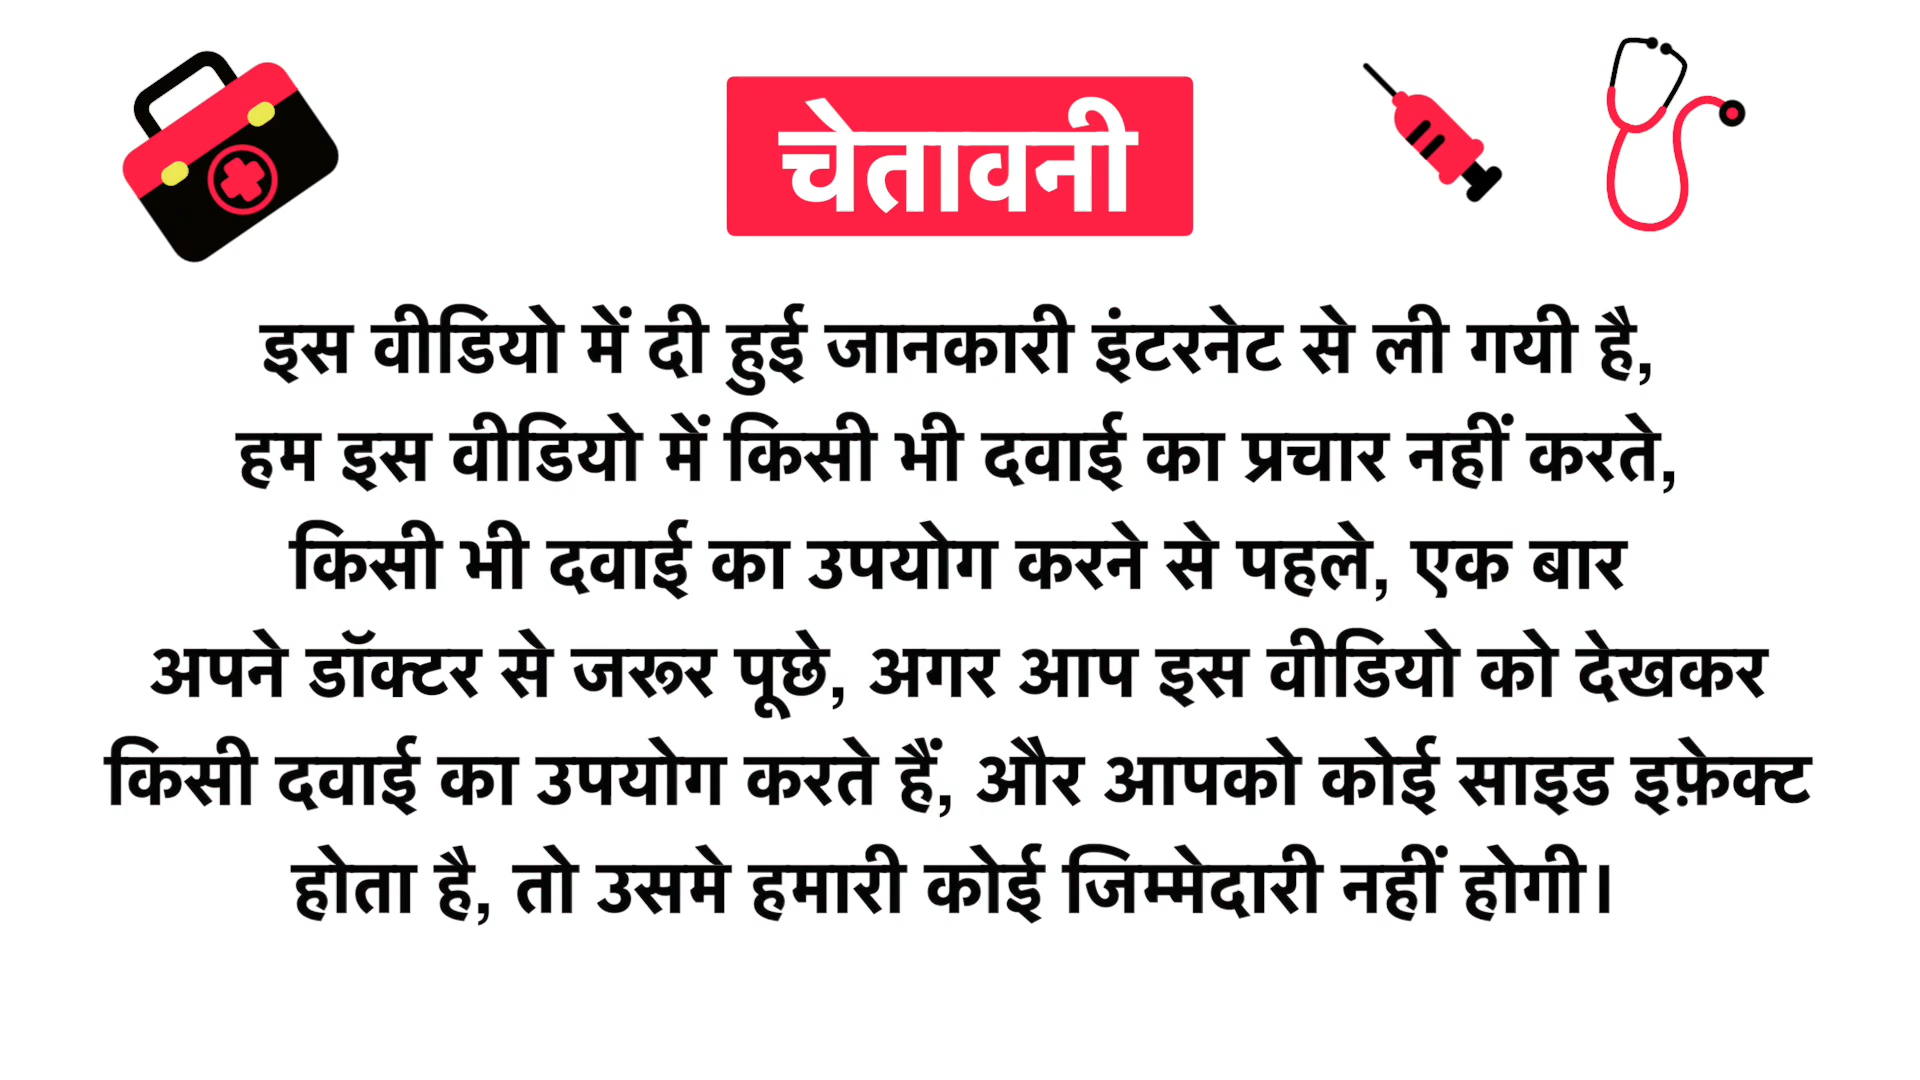 चेतावनी
इस वीडियो में दी हुई जानकारी इंटरनेट से ली गयी है,
हम इस वीडियो में किसी भी दवाई का प्रचार नहीं करते,
किसी भी दवाई का उपयोग करने से पहले, एक बार
अपने डॉक्टर से जरूर पूछे, अगर आप इस वीडियो को देखकर
किसी दवाई का उपयोग करते हैं, और आपको कोई साइड इफ़ेक्ट
होता है, तो उसमे हमारी कोई जिम्मेदारी नहीं होगी।